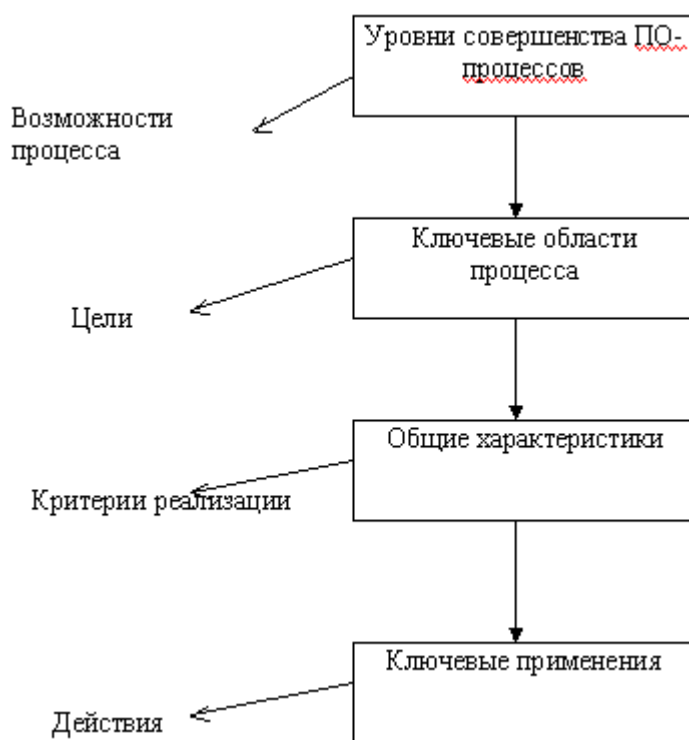 Уровни совершенства ПО-
процессов
Возможности
процесса
Ключевые области
процесса
Цели
Общие характеристики
Критерии реализации
Ключевые применения
Действия